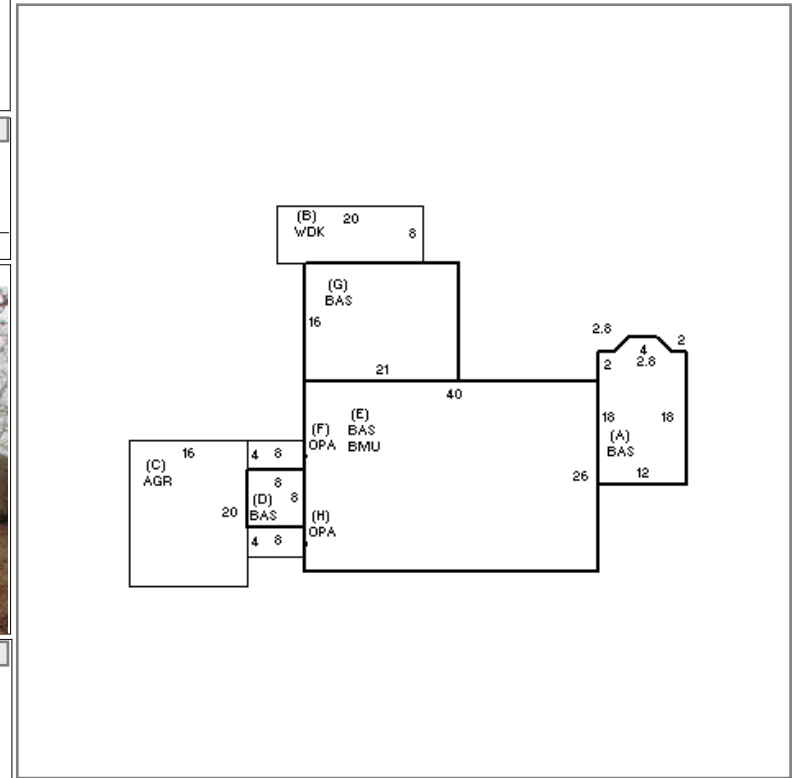 (B) 20
WDK 8
(G)
BAS
16
21
2.8
4 2
2 2.8
40
18 18
(A)
BAS
12
26
(E)
(F) BAS
OPA BMU
16
(C)
AGR
20
4 8
8
(D) 8
BAS
(H)
OPA
4 8